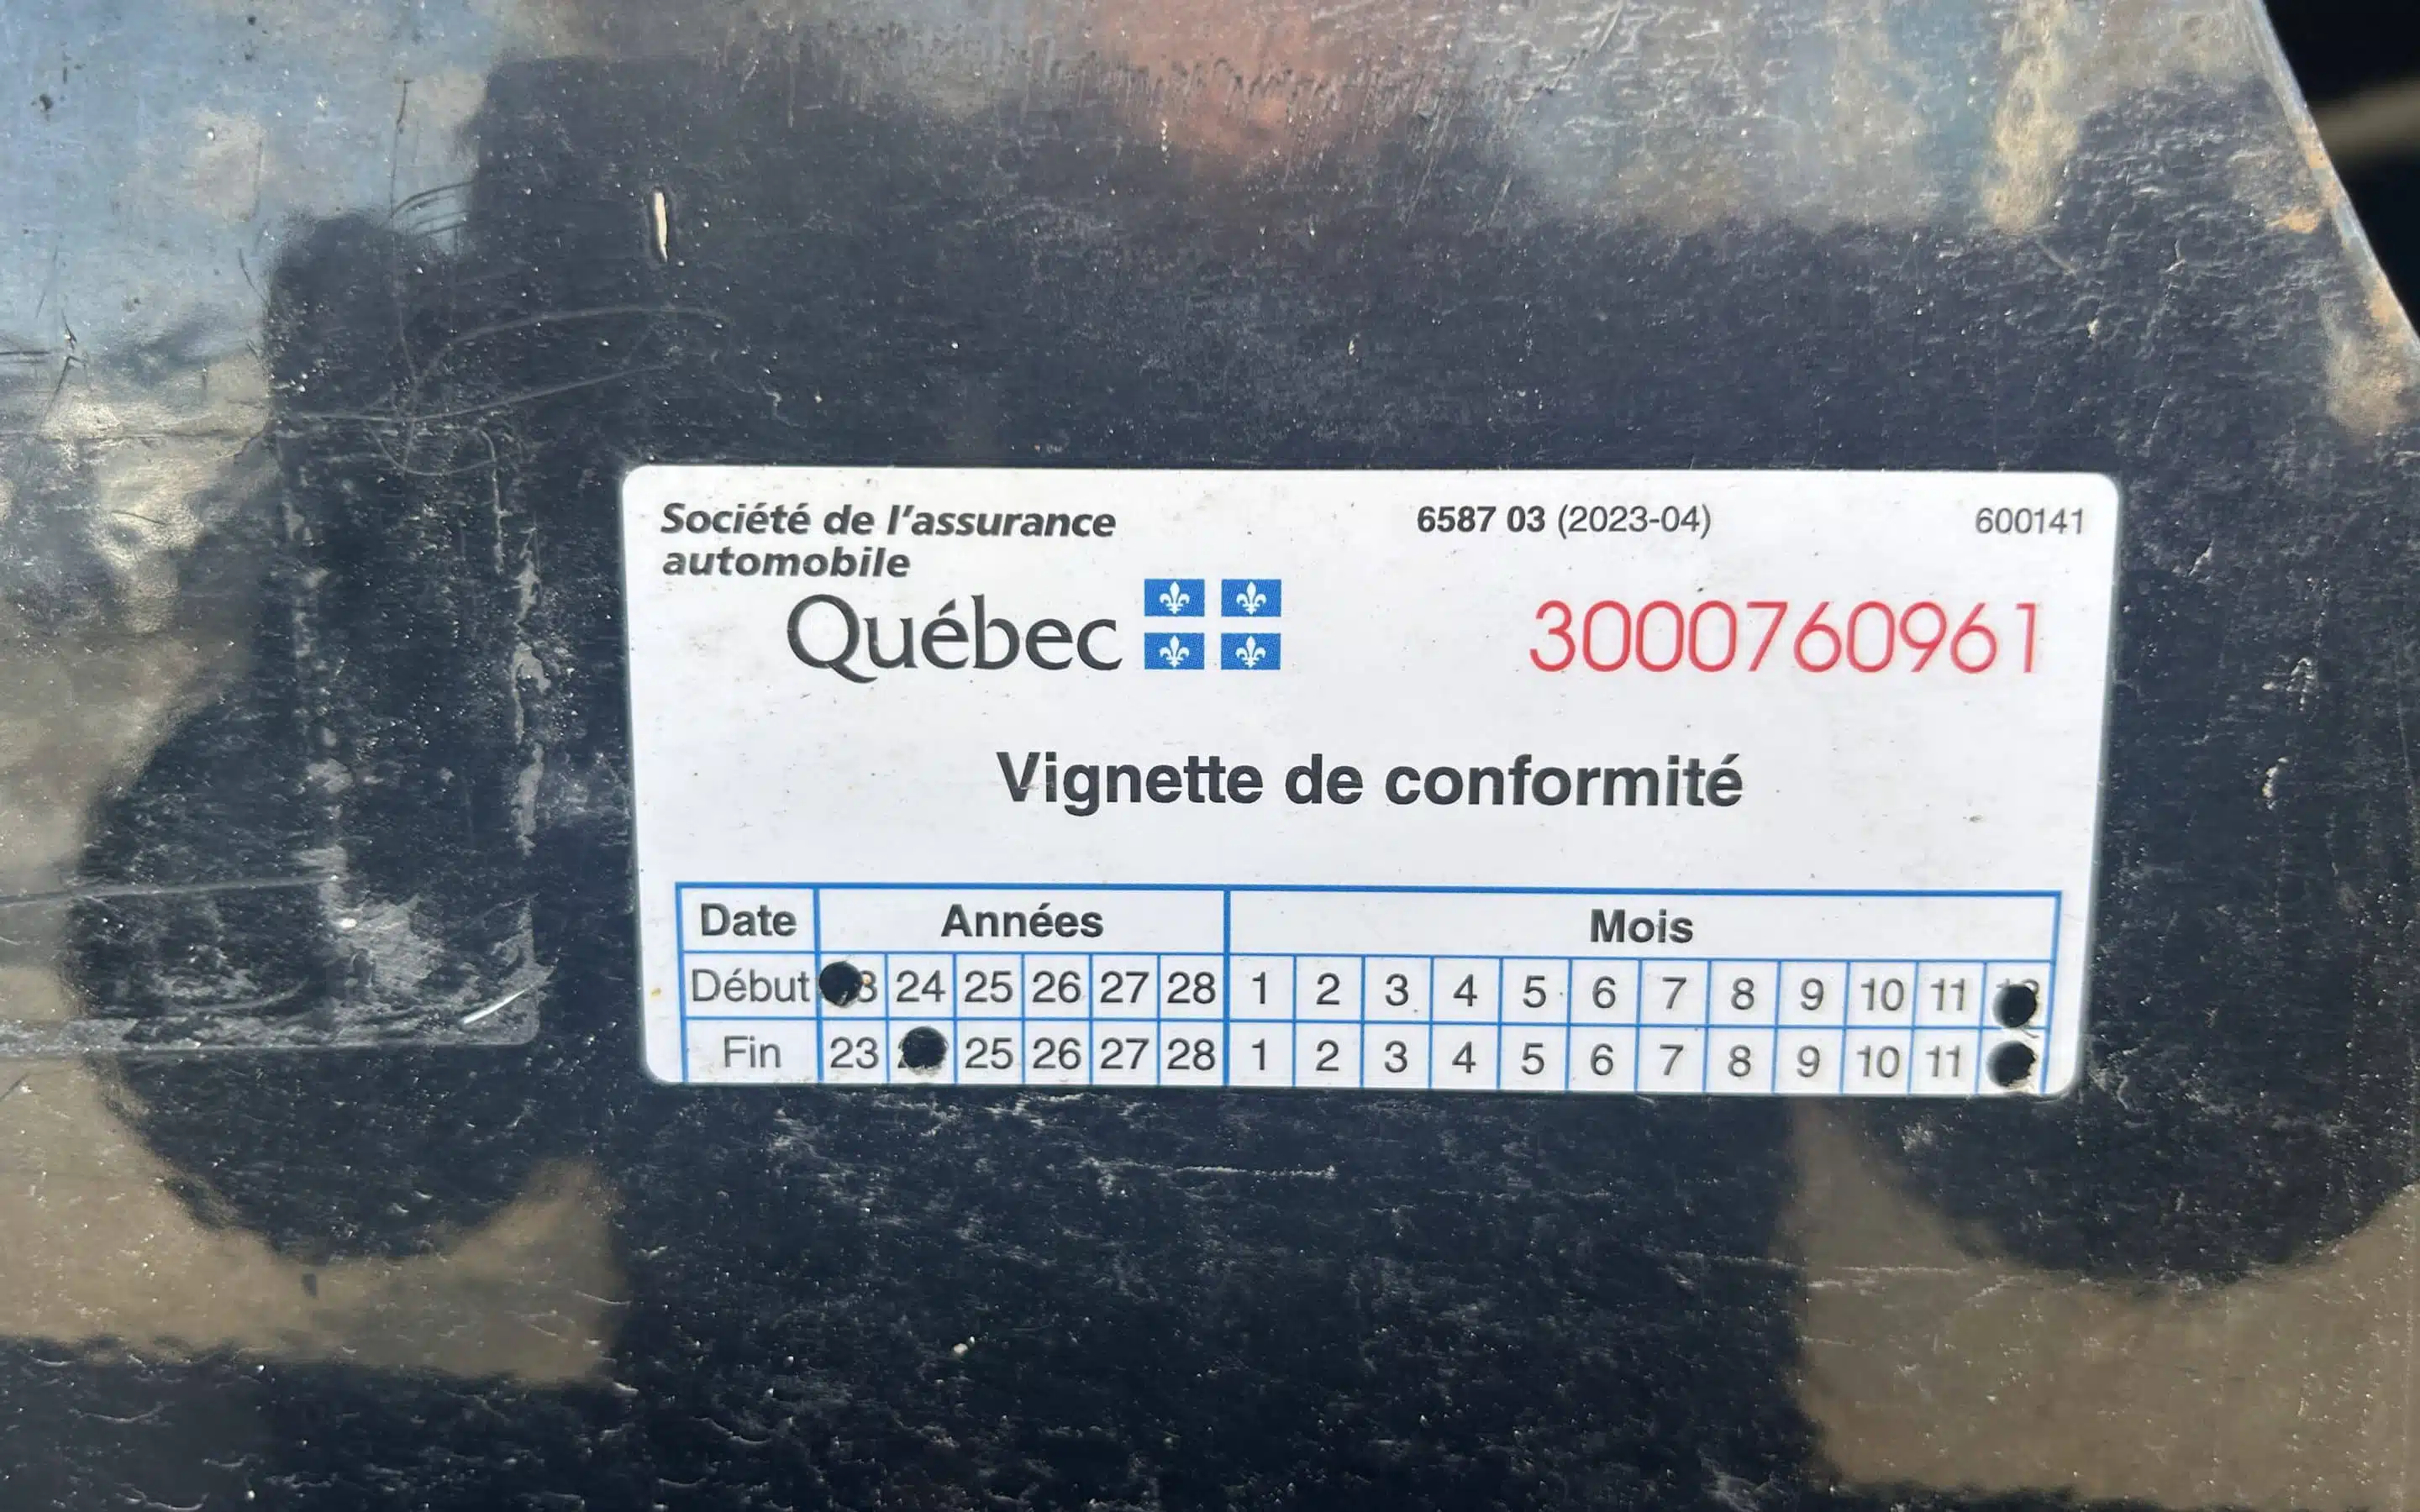 Société de l'assurance
automobile
Québec
6587 03 (2023-04)
600141
3000760961
Vignette de conformité
Date Années Mois
Début 24 25 26 27 28 1 2 3 4 5 6 7 8 9 10 11
Fin 23 25 26 27 28 1 2 3 4 5 6 7 8 9 10 11